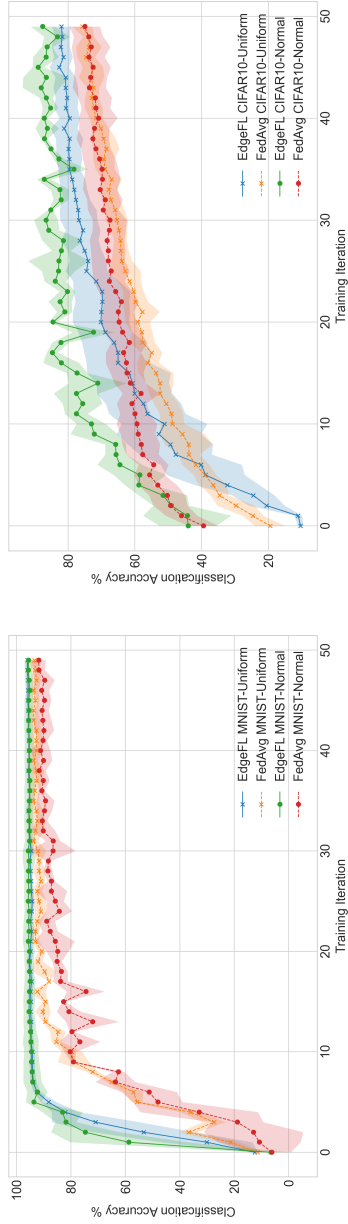 Classification Accuracy %
100
80
60
40
20
0
0
10
20
30
40
50
Training Iteration
EdgeFL MNIST-Uniform
FedAvg MNIST-Uniform
EdgeFL MNIST-Normal
FedAvg MNIST-Normal
Classification Accuracy %
80
60
40
20
0
10
20
30
40
50
Training Iteration
EdgeFL CIFAR10-Uniform
FedAvg CIFAR10-Uniform
EdgeFL CIFAR10-Normal
FedAvg CIFAR10-Normal